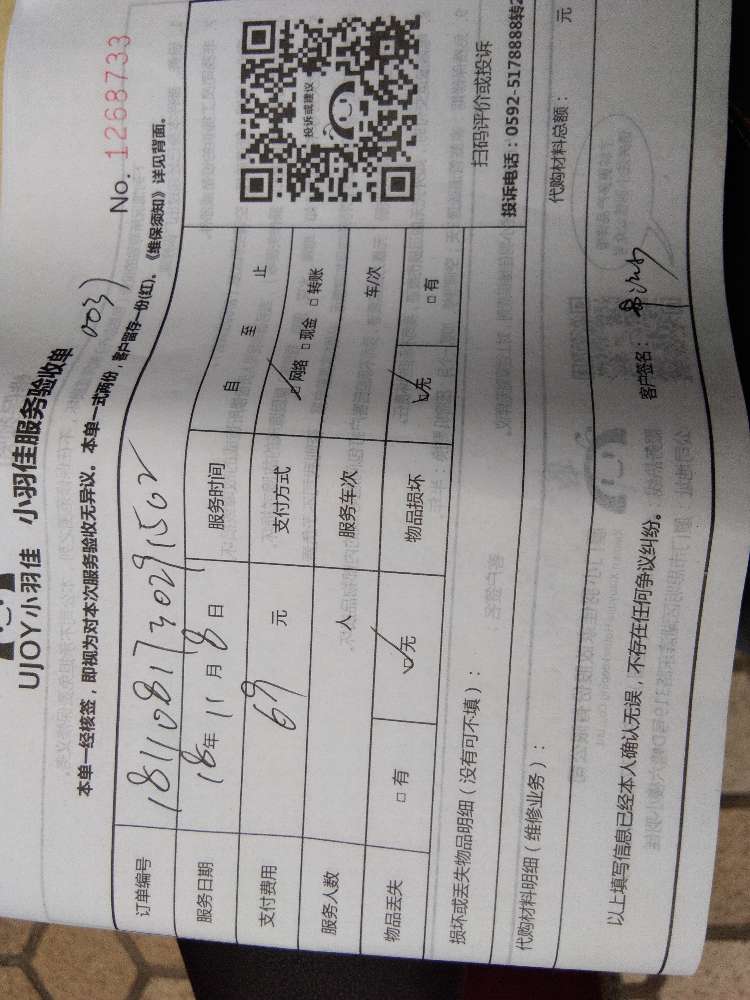 UJOY小羽佳 小羽佳服务验收单
No. 1268733
本单一经核签，即视为对本次服务验收无异议。本单一式两份，客户留存一份(红)。《维保须知》详见背面。
订单编号 1811081730291502 0037
服务日期 18年11月8日 服务时间 自 至 止
支付费用 69 元 支付方式 ☑网络 □现金 □转账
服务人数 人 服务车次 车/次
物品丢失 □有 ☑无 物品损坏 ☑无 □有
损坏或丢失物品明细（没有可不填）：
代购材料明细（维修业务）：
代购材料总额： 元
以上填写信息已经本人确认无误，不存在任何争议纠纷。 客户签名：
投诉或建议
扫码评价或投诉
投诉电话：0592-5178888转2